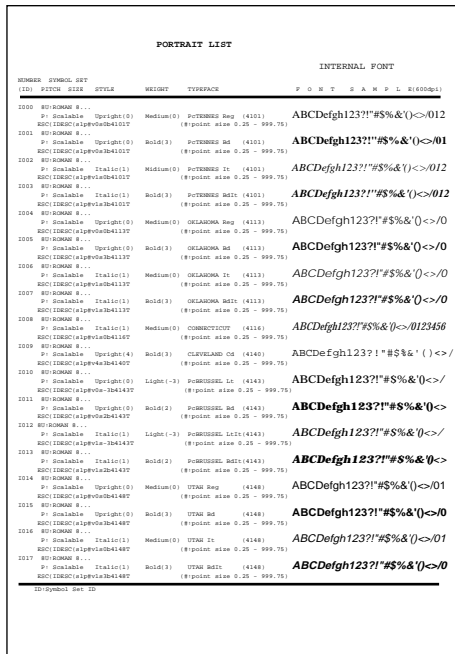 PORTRAIT LIST
INTERNAL FONT
NUMBER SYMBOL SET
(ID) PITCH SIZE STYLE WEIGHT TYPEFACE F O N T S A M P L E(600dpi)
I000 8U:ROMAN 8...
P: Scalable Upright(0) Medium(0) PcTENNES Reg (4101) ABCDefgh123?!"#$%&'()<>/012
ESC(IDESC(s1p#v0s0b4101T (#:point size 0.25 - 999.75)
I001 8U:ROMAN 8...
P: Scalable Upright(0) Bold(3) PcTENNES Bd (4101) ABCDefgh123?!"#$%&'()<>/01
ESC(IDESC(s1p#v0s3b4101T (#:point size 0.25 - 999.75)
I002 8U:ROMAN 8...
P: Scalable Italic(1) Midium(0) PcTENNES It (4101) ABCDefgh123?!"#$%&'()<>/012
ESC(IDESC(s1p#v1s0b4101T (#:point size 0.25 - 999.75)
I003 8U:ROMAN 8...
P: Scalable Italic(1) Bold(3) PcTENNES BdIt (4101) ABCDefgh123?!"#$%&'()<>/012
ESC(IDESC(s1p#v1s3b4101T (#:point size 0.25 - 999.75)
I004 8U:ROMAN 8...
P: Scalable Upright(0) Medium(0) OKLAHOMA Reg (4113) ABCDefgh123?!"#$%&'()<>/0
ESC(IDESC(s1p#v0s0b4113T (#:point size 0.25 - 999.75)
I005 8U:ROMAN 8...
P: Scalable Upright(0) Bold(3) OKLAHOMA Bd (4113) ABCDefgh123?!"#$%&'()<>/0
ESC(IDESC(s1p#v0s3b4113T (#:point size 0.25 - 999.75)
I006 8U:ROMAN 8...
P: Scalable Italic(1) Medium(0) OKLAHOMA It (4113) ABCDefgh123?!"#$%&'()<>/0
ESC(IDESC(s1p#v1s0b4113T (#:point size 0.25 - 999.75)
I007 8U:ROMAN 8...
P: Scalable Italic(1) Bold(3) OKLAHOMA BdIt (4113) ABCDefgh123?!"#$%&'()<>/0
ESC(IDESC(s1p#v1s3b4113T (#:point size 0.25 - 999.75)
I008 8U:ROMAN 8...
P: Scalable Italic(1) Medium(0) CONNECTICUT (4116) ABCDefgh123?!"#$%&'()<>/0123456
ESC(IDESC(s1p#v1s0b4116T (#:point size 0.25 - 999.75)
I009 8U:ROMAN 8...
P: Scalable Upright(4) Bold(3) CLEVELAND Cd (4140) ABCDefgh123?!"#$%&'()<>/
ESC(IDESC(s1p#v4s3b4140T (#:point size 0.25 - 999.75)
I010 8U:ROMAN 8...
P: Scalable Upright(0) Light(-3) PcBRUSSEL Lt (4143) ABCDefgh123?!"#$%&'()<>/
ESC(IDESC(s1p#v0s-3b4143T (#:point size 0.25 - 999.75)
I011 8U:ROMAN 8...
P: Scalable Upright(0) Bold(2) PcBRUSSEL Bd (4143) ABCDefgh123?!"#$%&'()<>
ESC(IDESC(s1p#v0s2b4143T (#:point size 0.25 - 999.75)
I012 8U:ROMAN 8...
P: Scalable Italic(1) Light(-3) PcBRUSSEL LtIt(4143) ABCDefgh123?!"#$%&'()<>/
ESC(IDESC(s1p#v1s-3b4143T (#:point size 0.25 - 999.75)
I013 8U:ROMAN 8...
P: Scalable Italic(1) Bold(2) PcBRUSSEL BdIt(4143) ABCDefgh123?!"#$%&'()<>
ESC(IDESC(s1p#v1s2b4143T (#:point size 0.25 - 999.75)
I014 8U:ROMAN 8...
P: Scalable Upright(0) Medium(0) UTAH Reg (4148) ABCDefgh123?!"#$%&'()<>/01
ESC(IDESC(s1p#v0s0b4148T (#:point size 0.25 - 999.75)
I015 8U:ROMAN 8...
P: Scalable Upright(0) Bold(3) UTAH Bd (4148) ABCDefgh123?!"#$%&'()<>/0
ESC(IDESC(s1p#v0s3b4148T (#:point size 0.25 - 999.75)
I016 8U:ROMAN 8...
P: Scalable Italic(1) Medium(0) UTAH It (4148) ABCDefgh123?!"#$%&'()<>/01
ESC(IDESC(s1p#v1s0b4148T (#:point size 0.25 - 999.75)
I017 8U:ROMAN 8...
P: Scalable Italic(1) Bold(3) UTAH BdIt (4148) ABCDefgh123?!"#$%&'()<>/0
ESC(IDESC(s1p#v1s3b4148T (#:point size 0.25 - 999.75)
ID:Symbol Set ID